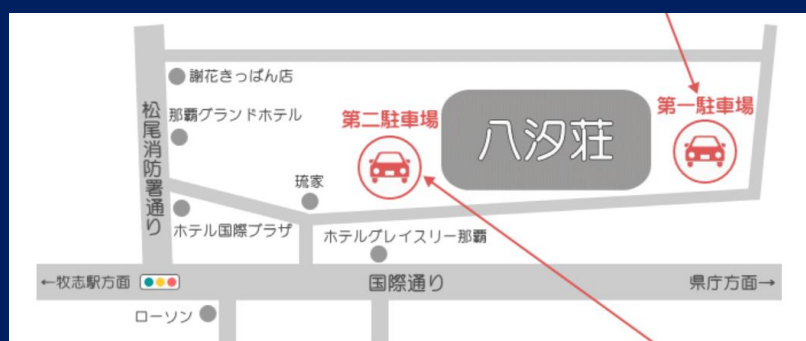 謝花きっぱん店
第一駐車場
松尾消防署通り
那覇グランドホテル
第二駐車場
八汐荘
琉家
ホテル国際プラザ
ホテルグレイスリー那覇
←牧志駅方面
国際通り
県庁方面→
ローソン